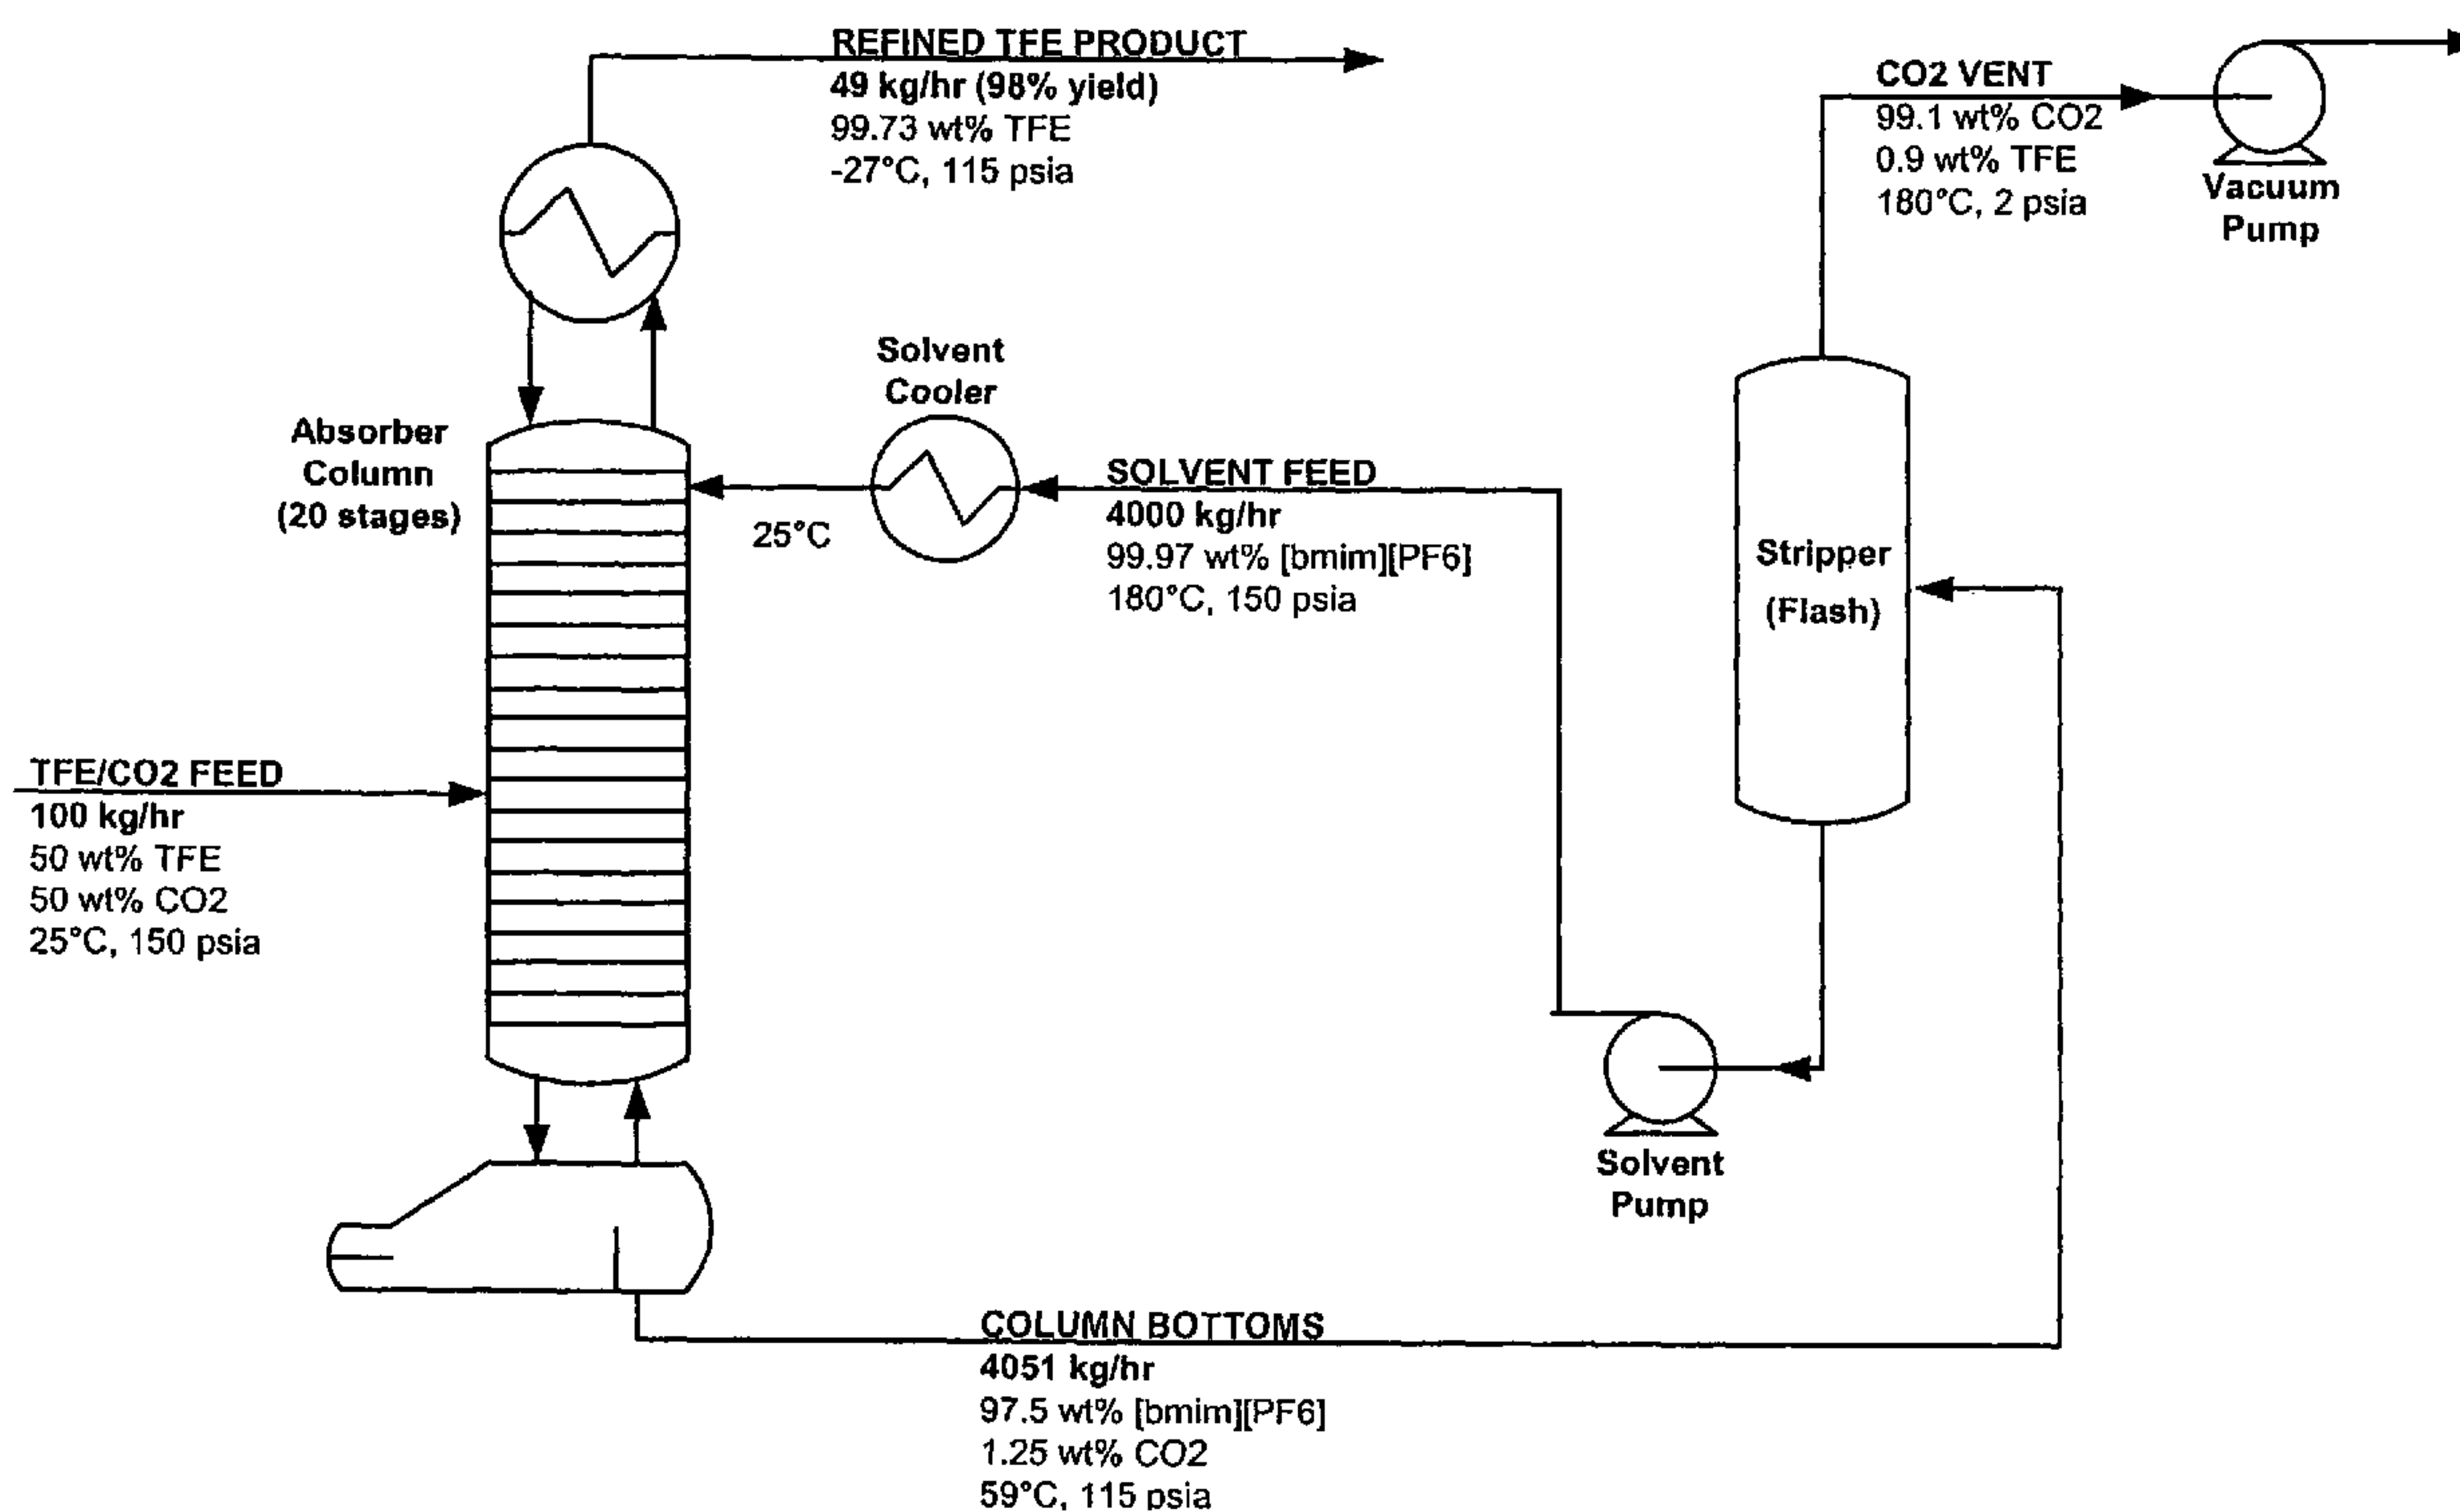 REFINED TFE PRODUCT
49 kg/hr (98% yield)
99.73 wt% TFE
-27°C, 115 psia
CO2 VENT
99.1 wt% CO2
0.9 wt% TFE
180°C, 2 psia
Vacuum
Pump
Solvent
Cooler
Absorber
Column
(20 stages)
SOLVENT FEED
4000 kg/hr
99.97 wt% [bmim][PF6]
180°C, 150 psia
25°C
Stripper
(Flash)
TFE/CO2 FEED
100 kg/hr
50 wt% TFE
50 wt% CO2
25°C, 150 psia
Solvent
Pump
COLUMN BOTTOMS
4051 kg/hr
97.5 wt% [bmim][PF6]
1.25 wt% CO2
59°C, 115 psia